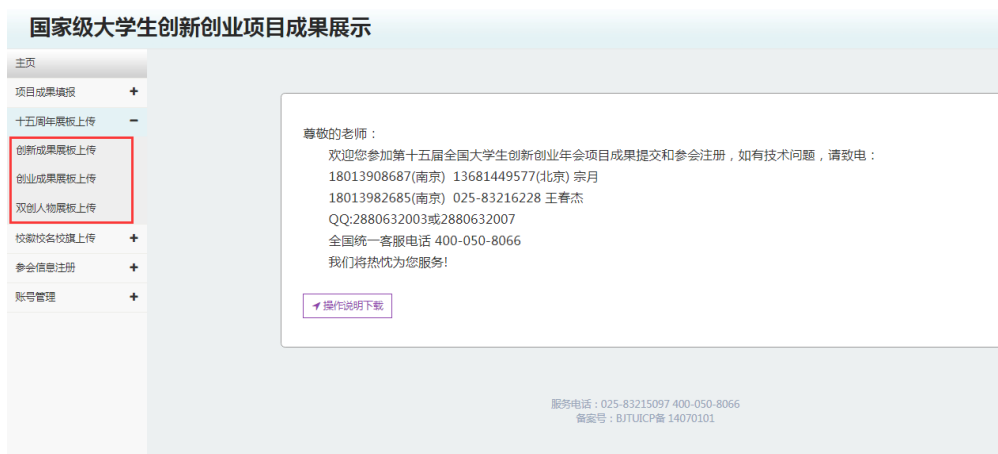 国家级大学生创新创业项目成果展示
主页
项目成果填报
十五周年展板上传
创新成果展板上传
创业成果展板上传
双创人物展板上传
校徽校名校旗上传
参会信息注册
账号管理
尊敬的老师：
欢迎您参加第十五届全国大学生创新创业年会项目成果提交和参会注册，如有技术问题，请致电：
18013908687(南京) 13681449577(北京) 宗月
18013982685(南京) 025-83216228 王春杰
QQ:2880632003或2880632007
全国统一客服电话 400-050-8066
我们将热忱为您服务!
操作说明下载
服务电话：025-83215097 400-050-8066
备案号：BJTUICP备 14070101